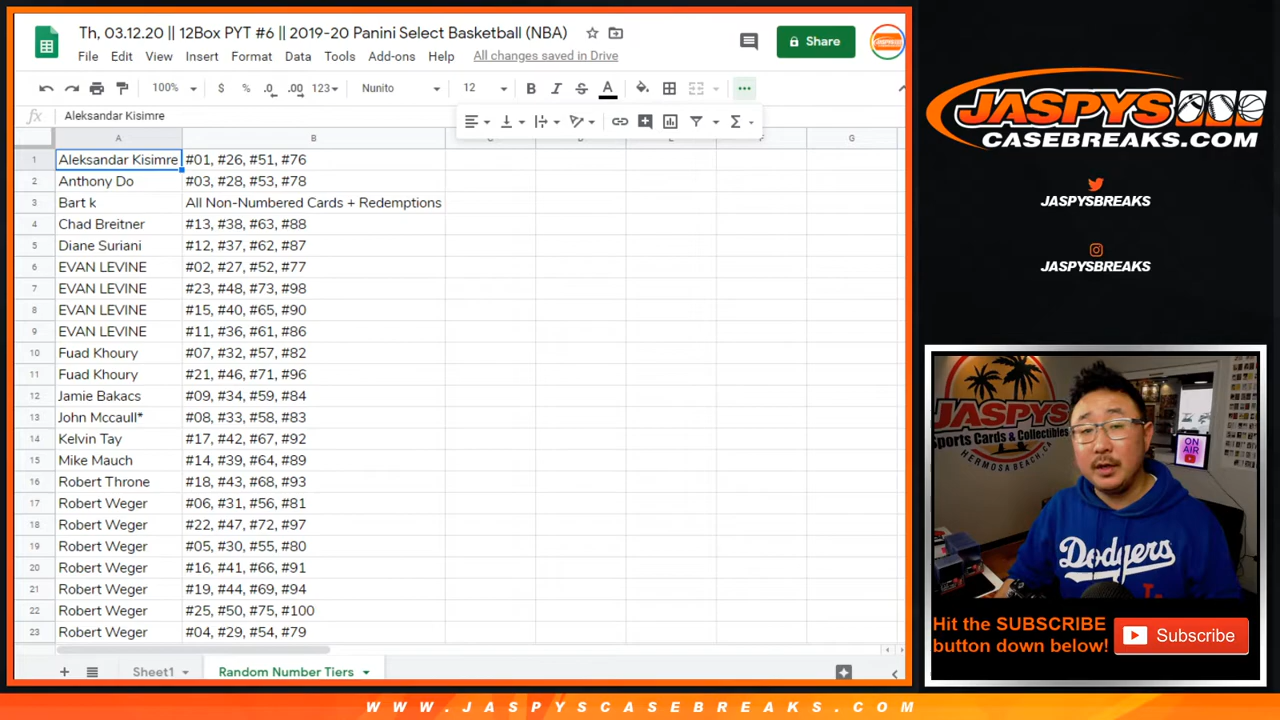 Th, 03.12.20 || 12Box PYT #6 || 2019-20 Panini Select Basketball (NBA)
File Edit View Insert Format Data Tools Add-ons Help All changes saved in Drive
Share
100% $ % .0 .00 123 Nunito 12 B I S A
fx Aleksandar Kisimre
A B C D E F G
1 Aleksandar Kisimre #01, #26, #51, #76
2 Anthony Do #03, #28, #53, #78
3 Bart k All Non-Numbered Cards + Redemptions
4 Chad Breitner #13, #38, #63, #88
5 Diane Suriani #12, #37, #62, #87
6 EVAN LEVINE #02, #27, #52, #77
7 EVAN LEVINE #23, #48, #73, #98
8 EVAN LEVINE #15, #40, #65, #90
9 EVAN LEVINE #11, #36, #61, #86
10 Fuad Khoury #07, #32, #57, #82
11 Fuad Khoury #21, #46, #71, #96
12 Jamie Bakacs #09, #34, #59, #84
13 John Mccaull* #08, #33, #58, #83
14 Kelvin Tay #17, #42, #67, #92
15 Mike Mauch #14, #39, #64, #89
16 Robert Throne #18, #43, #68, #93
17 Robert Weger #06, #31, #56, #81
18 Robert Weger #22, #47, #72, #97
19 Robert Weger #05, #30, #55, #80
20 Robert Weger #16, #41, #66, #91
21 Robert Weger #19, #44, #69, #94
22 Robert Weger #25, #50, #75, #100
23 Robert Weger #04, #29, #54, #79
Sheet1 Random Number Tiers
JASPYS
CASEBREAKS.COM
JASPYSBREAKS
JASPYSBREAKS
JASPYS
Sports Cards & Collectibles
HERMOSA BEACH, CA
ON
AIR
Dodgers
Hit the SUBSCRIBE
button down below!
Subscribe
WWW.JASPYSCASEBREAKS.COM